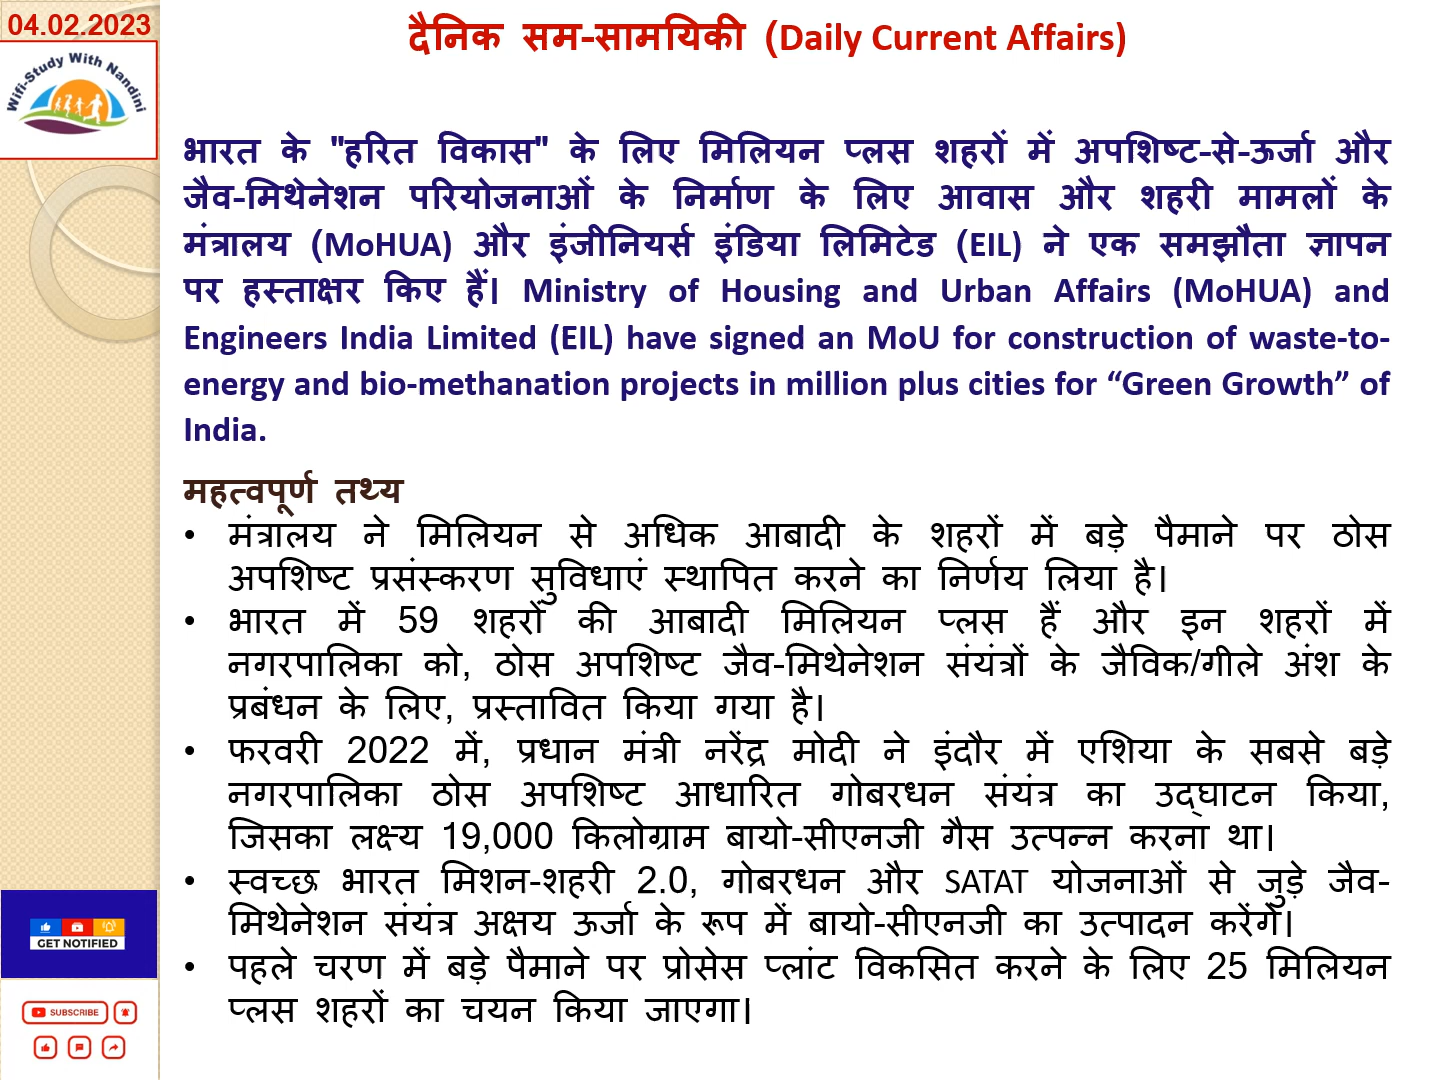 04.02.2023
दैनिक सम-सामयिकी (Daily Current Affairs)
Wifi-Study With Nandini
भारत के "हरित विकास" के लिए मिलियन प्लस शहरों में अपशिष्ट-से-ऊर्जा और
जैव-मिथेनेशन परियोजनाओं के निर्माण के लिए आवास और शहरी मामलों के
मंत्रालय (MoHUA) और इंजीनियर्स इंडिया लिमिटेड (EIL) ने एक समझौता ज्ञापन
पर हस्ताक्षर किए हैं। Ministry of Housing and Urban Affairs (MoHUA) and
Engineers India Limited (EIL) have signed an MoU for construction of waste-to-
energy and bio-methanation projects in million plus cities for “Green Growth” of
India.
महत्वपूर्ण तथ्य
• मंत्रालय ने मिलियन से अधिक आबादी के शहरों में बड़े पैमाने पर ठोस
अपशिष्ट प्रसंस्करण सुविधाएं स्थापित करने का निर्णय लिया है।
• भारत में 59 शहरों की आबादी मिलियन प्लस हैं और इन शहरों में
नगरपालिका को, ठोस अपशिष्ट जैव-मिथेनेशन संयंत्रों के जैविक/गीले अंश के
प्रबंधन के लिए, प्रस्तावित किया गया है।
• फरवरी 2022 में, प्रधान मंत्री नरेंद्र मोदी ने इंदौर में एशिया के सबसे बड़े
नगरपालिका ठोस अपशिष्ट आधारित गोबरधन संयंत्र का उद्घाटन किया,
जिसका लक्ष्य 19,000 किलोग्राम बायो-सीएनजी गैस उत्पन्न करना था।
• स्वच्छ भारत मिशन-शहरी 2.0, गोबरधन और SATAT योजनाओं से जुड़े जैव-
मिथेनेशन संयंत्र अक्षय ऊर्जा के रूप में बायो-सीएनजी का उत्पादन करेंगे।
• पहले चरण में बड़े पैमाने पर प्रोसेस प्लांट विकसित करने के लिए 25 मिलियन
प्लस शहरों का चयन किया जाएगा।
GET NOTIFIED
SUBSCRIBE